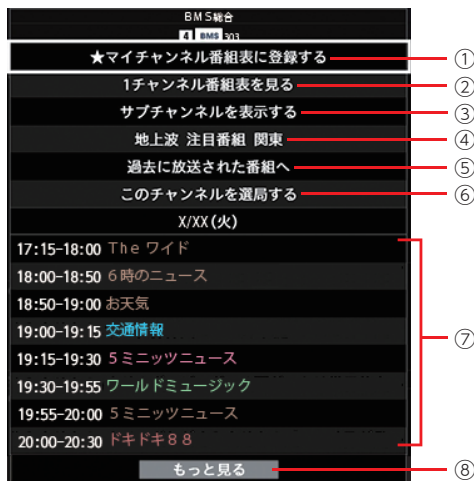 BMS総合
4 BMS 303
★マイチャンネル番組表に登録する ①
1チャンネル番組表を見る ②
サブチャンネルを表示する ③
地上波 注目番組 関東 ④
過去に放送された番組へ ⑤
このチャンネルを選局する ⑥
X/XX(火)
17:15-18:00 The ワイド
18:00-18:50 6時のニュース
18:50-19:00 お天気
19:00-19:15 交通情報
19:15-19:30 5ミニッツニュース
⑦
19:30-19:55 ワールドミュージック
19:55-20:00 5ミニッツニュース
20:00-20:30 ドキドキ88
もっと見る ⑧